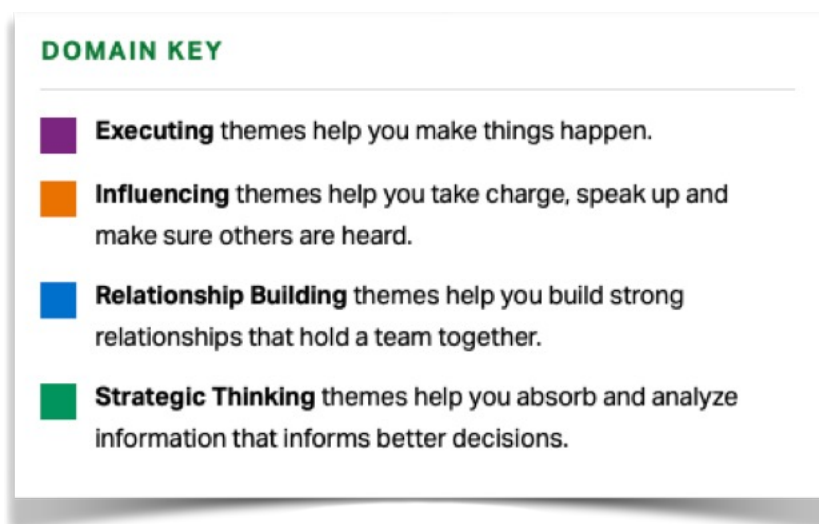 DOMAIN KEY
Executing themes help you make things happen.
Influencing themes help you take charge, speak up and
make sure others are heard.
Relationship Building themes help you build strong
relationships that hold a team together.
Strategic Thinking themes help you absorb and analyze
information that informs better decisions.